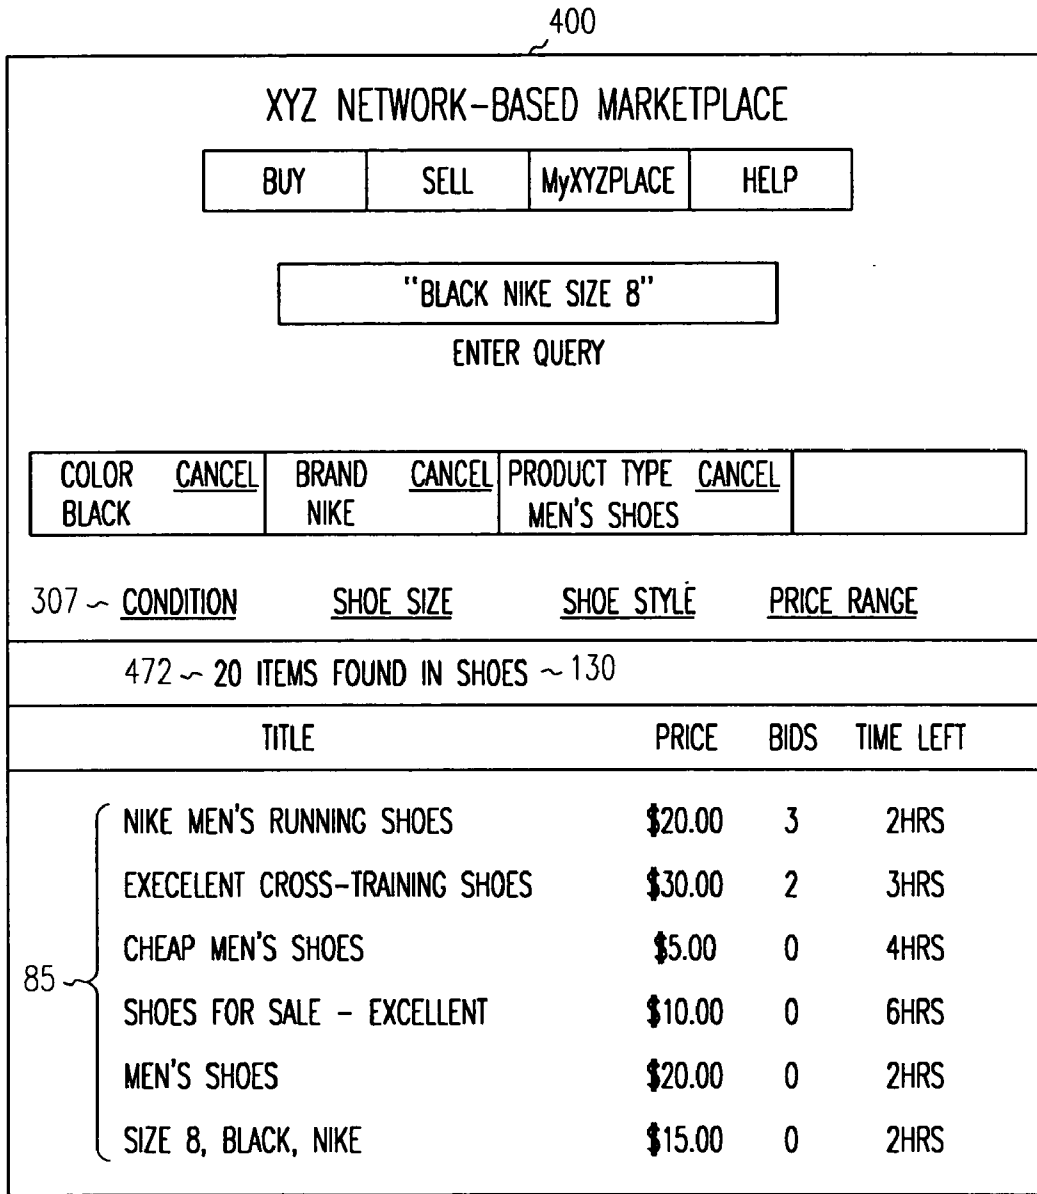 400
XYZ NETWORK-BASED MARKETPLACE
BUY SELL MyXYZPLACE HELP
"BLACK NIKE SIZE 8"
ENTER QUERY
COLOR CANCEL BRAND CANCEL PRODUCT TYPE CANCEL
BLACK NIKE MEN'S SHOES
307 CONDITION SHOE SIZE SHOE STYLE PRICE RANGE
472 20 ITEMS FOUND IN SHOES 130
TITLE PRICE BIDS TIME LEFT
NIKE MEN'S RUNNING SHOES $20.00 3 2HRS
EXECELENT CROSS-TRAINING SHOES $30.00 2 3HRS
CHEAP MEN'S SHOES $5.00 0 4HRS
85
SHOES FOR SALE - EXCELLENT $10.00 0 6HRS
MEN'S SHOES $20.00 0 2HRS
SIZE 8, BLACK, NIKE $15.00 0 2HRS